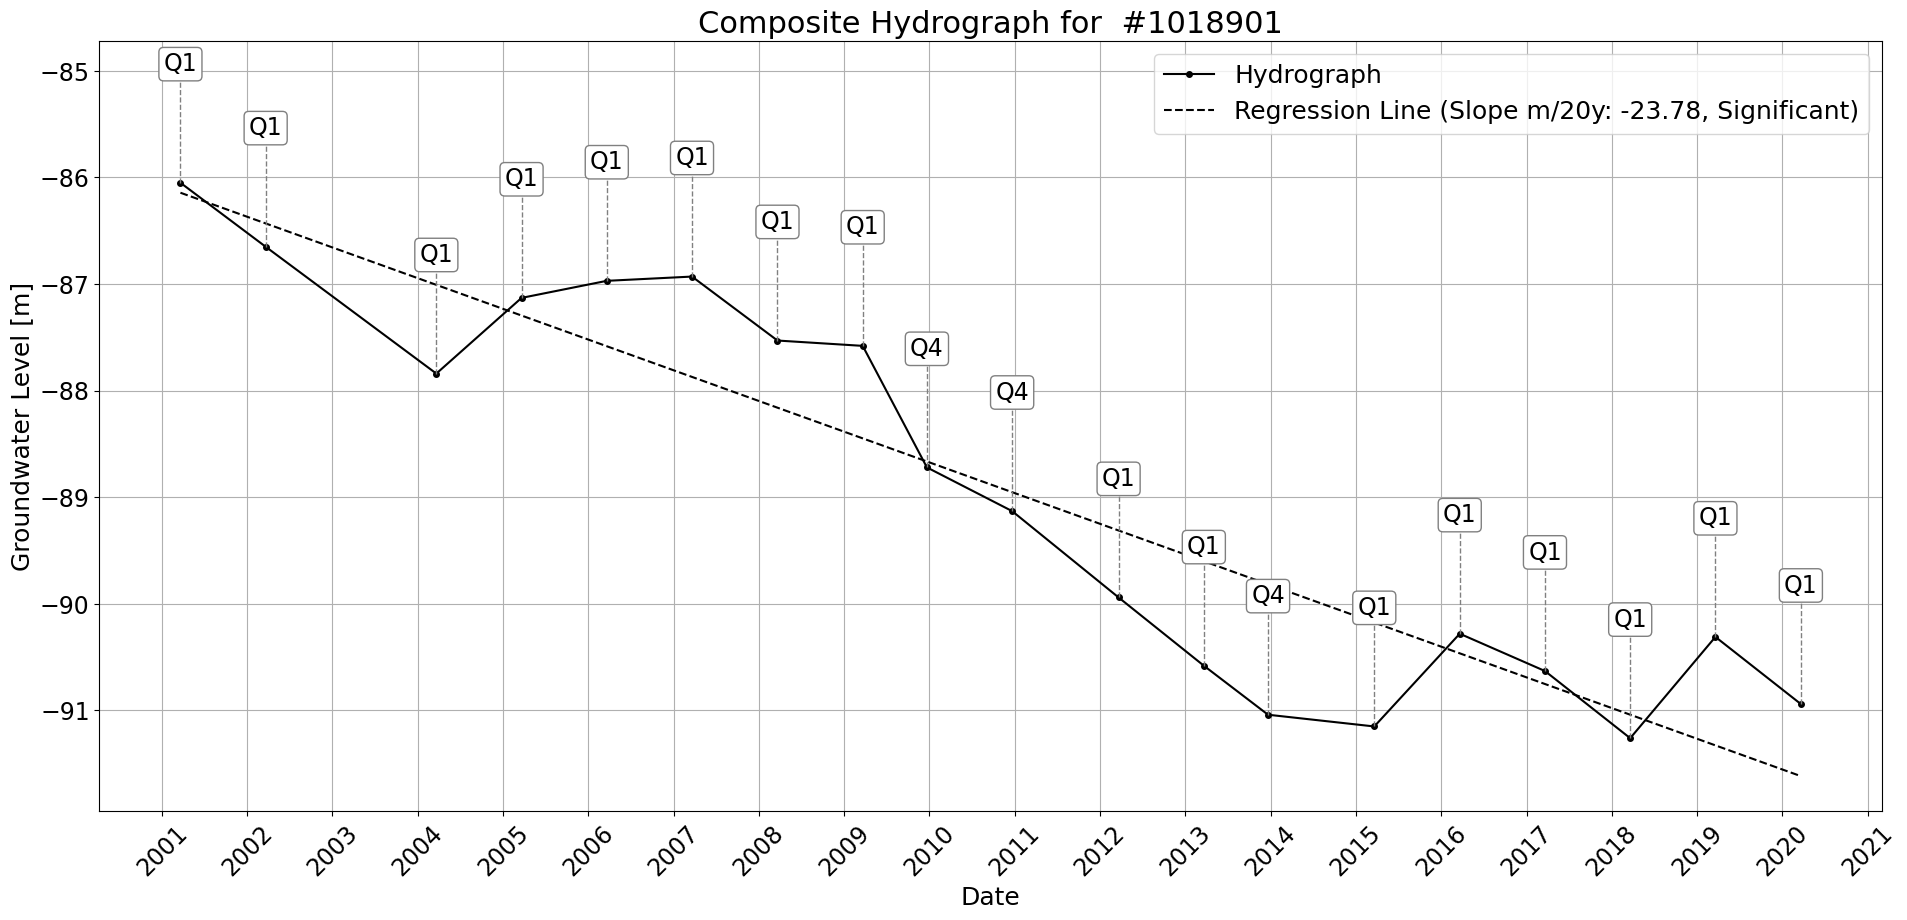 Composite Hydrograph for  #1018901
Hydrograph
Regression Line (Slope m/20y: -23.78, Significant)
Groundwater Level [m]
−85
−86
−87
−88
−89
−90
−91
Q1
Q1
Q1
Q1
Q1
Q1
Q1
Q1
Q4
Q4
Q1
Q1
Q4
Q1
Q1
Q1
Q1
Q1
Q1
2001
2002
2003
2004
2005
2006
2007
2008
2009
2010
2011
2012
2013
2014
2015
2016
2017
2018
2019
2020
2021
Date